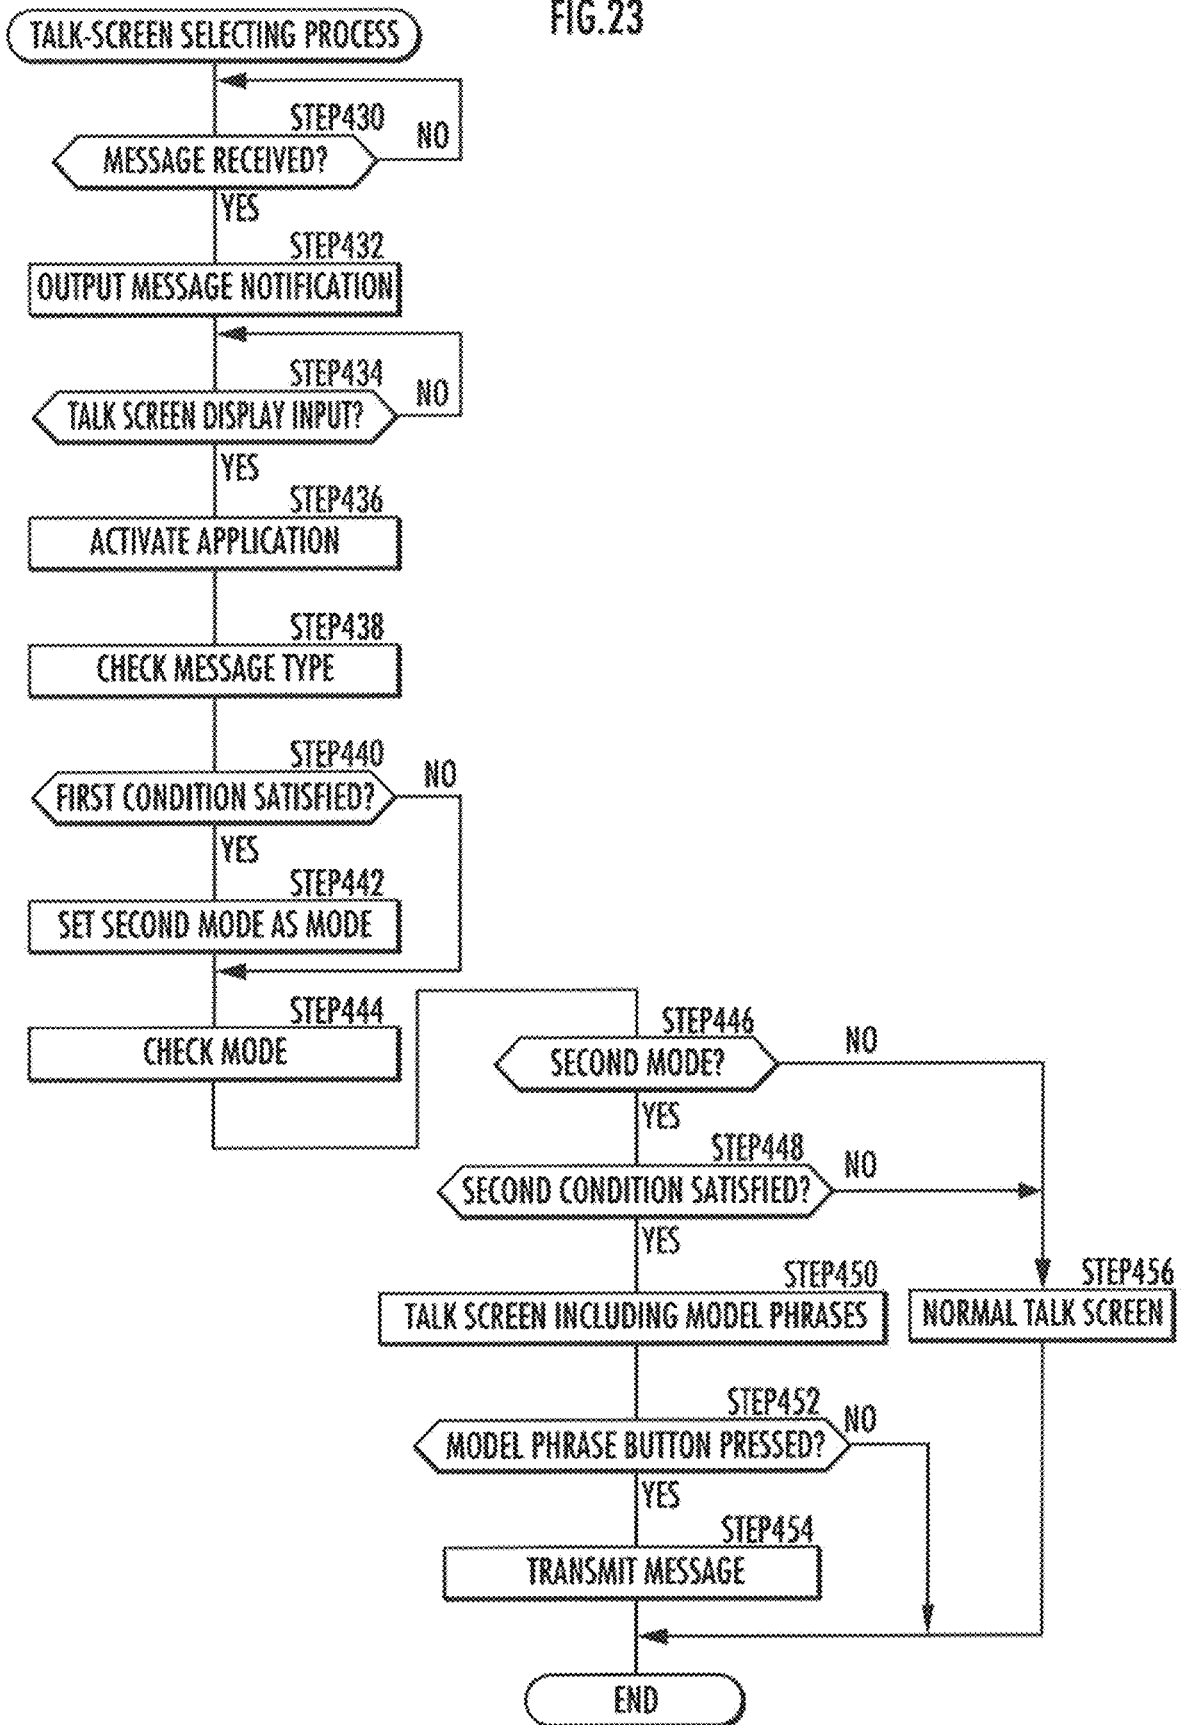 FIG.23
TALK-SCREEN SELECTING PROCESS
STEP430
NO
MESSAGE RECEIVED?
YES
STEP432
OUTPUT MESSAGE NOTIFICATION
STEP434
NO
TALK SCREEN DISPLAY INPUT?
YES
STEP436
ACTIVATE APPLICATION
STEP438
CHECK MESSAGE TYPE
STEP440
NO
FIRST CONDITION SATISFIED?
YES
STEP442
SET SECOND MODE AS MODE
STEP444
CHECK MODE
STEP446
NO
SECOND MODE?
YES
STEP448
NO
SECOND CONDITION SATISFIED?
YES
STEP450
TALK SCREEN INCLUDING MODEL PHRASES
STEP456
NORMAL TALK SCREEN
STEP452
NO
MODEL PHRASE BUTTON PRESSED?
YES
STEP454
TRANSMIT MESSAGE
END